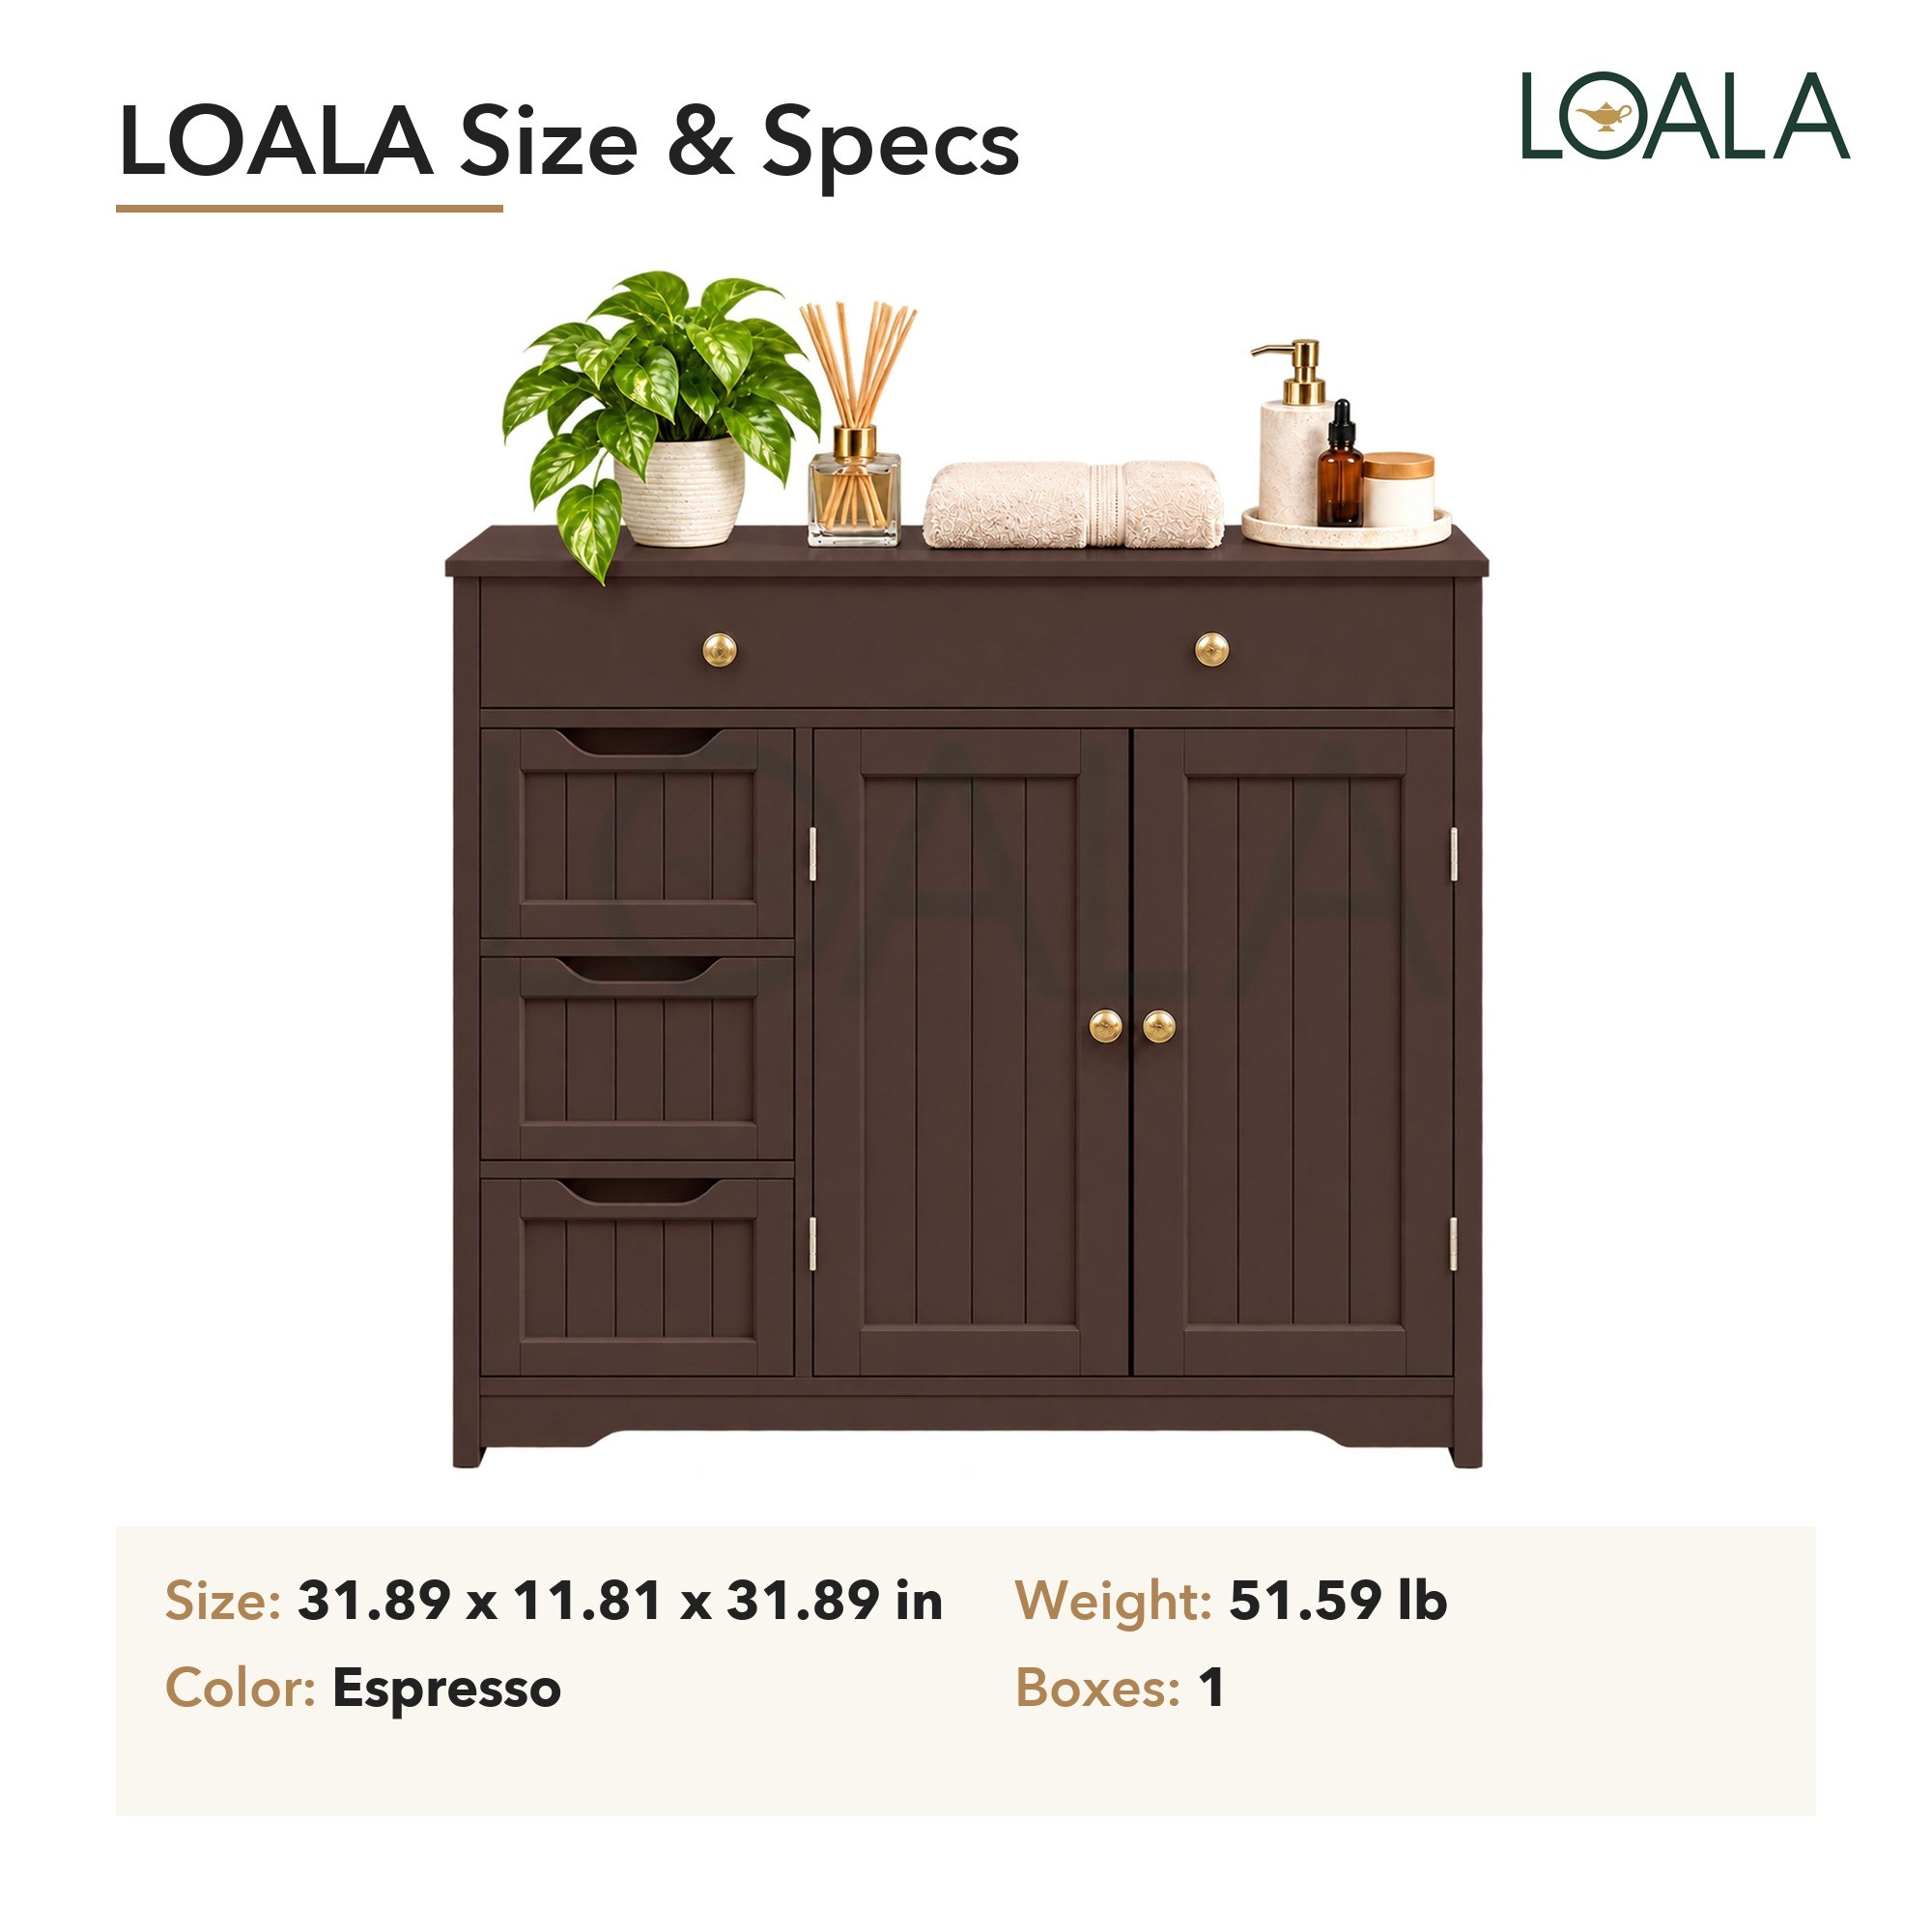 LOALA Size & Specs
LOALA
LOALA
Size: 31.89 x 11.81 x 31.89 in
Weight: 51.59 lb
Color: Espresso
Boxes: 1